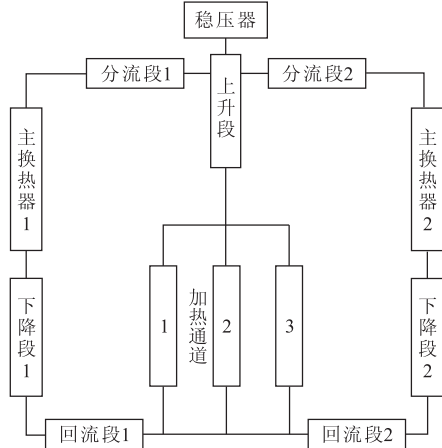 稳压器
分流段1
分流段2
上升段
主换热器1
主换热器2
加热通道
1
2
3
下降段1
下降段2
回流段1
回流段2